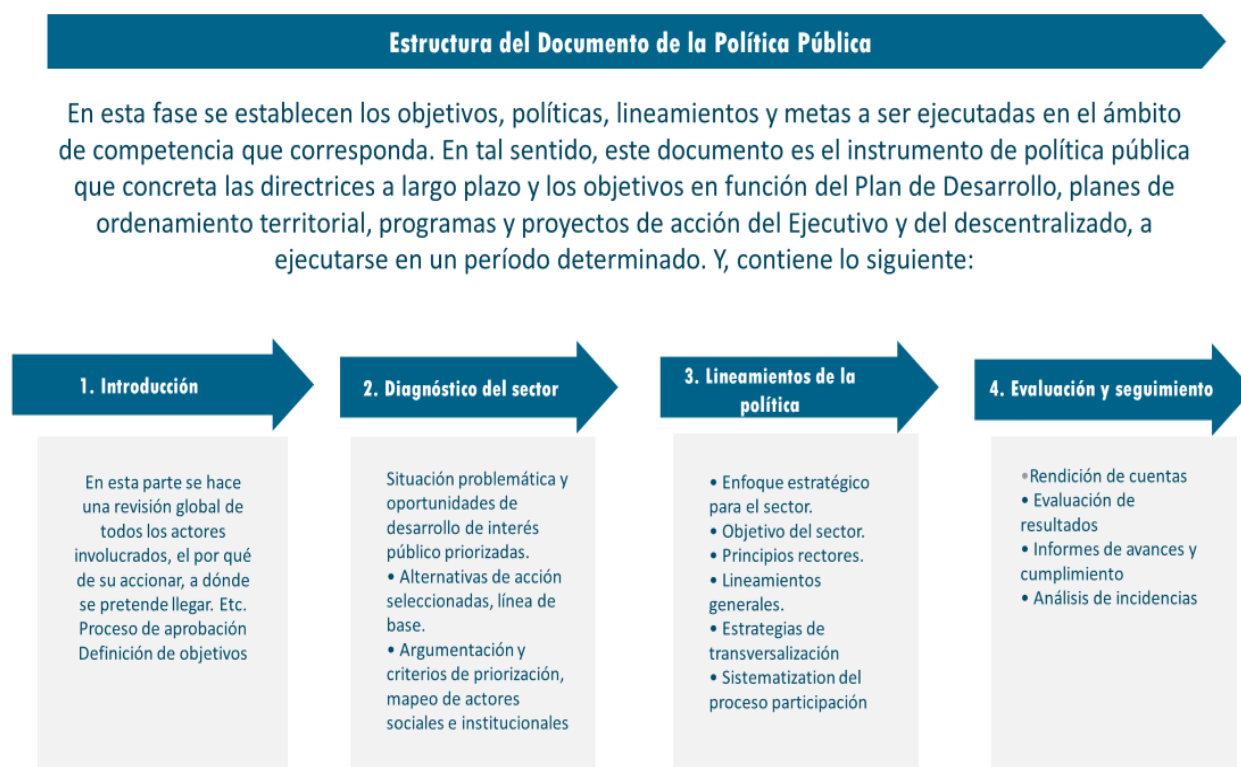 Estructura del Documento de la Política Pública
En esta fase se establecen los objetivos, políticas, lineamientos y metas a ser ejecutadas en el ámbito
de competencia que corresponda. En tal sentido, este documento es el instrumento de política pública
que concreta las directrices a largo plazo y los objetivos en función del Plan de Desarrollo, planes de
ordenamiento territorial, programas y proyectos de acción del Ejecutivo y del descentralizado, a
ejecutarse en un período determinado. Y, contiene lo siguiente:
1. Introducción
En esta parte se hace
una revisión global de
todos los actores
involucrados, el por qué
de su accionar, a dónde
se pretende llegar. Etc.
Proceso de aprobación
Definición de objetivos
2. Diagnóstico del sector
Situación problemática y
oportunidades de
desarrollo de interés
público priorizadas.
• Alternativas de acción
seleccionadas, línea de
base.
• Argumentación y
criterios de priorización,
mapeo de actores
sociales e institucionales
3. Lineamientos de la
política
• Enfoque estratégico
para el sector.
• Objetivo del sector.
• Principios rectores.
• Lineamientos
generales.
• Estrategias de
transversalización
• Sistematization del
proceso participación
4. Evaluación y seguimiento
•Rendición de cuentas
• Evaluación de
resultados
• Informes de avances y
cumplimiento
• Análisis de incidencias